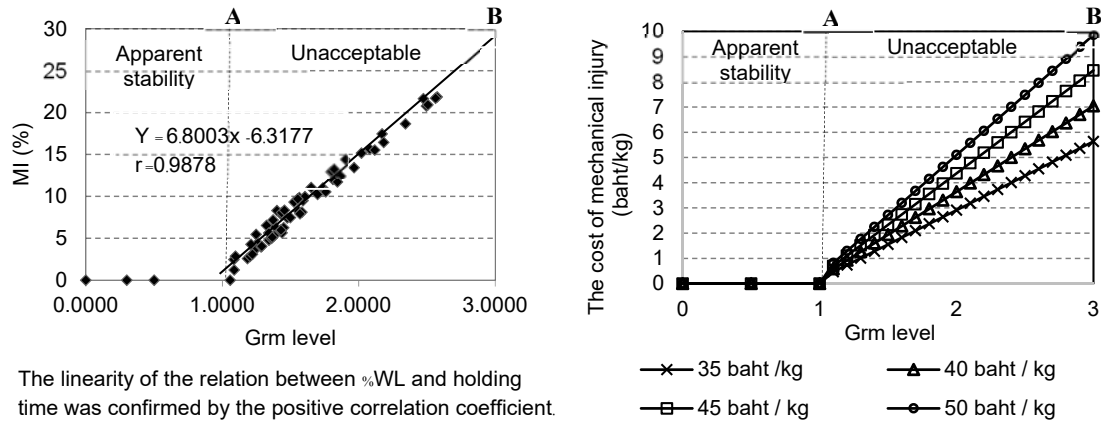 A
B
30
25
20
15
10
5
0
MI (%)
Apparent
stability
Unacceptable
Y = 6.8003x -6.3177
r =0.9878
0.0000
1.0000
2.0000
3.0000
Grm level
The linearity of the relation between %WL and holding
time was confirmed by the positive correlation coefficient.
A
B
10
9
8
7
6
5
4
3
2
1
0
The cost of mechanical injury
(baht/kg)
Apparent
stability
Unacceptable
0
1
2
3
Grm level
35 baht /kg
40 baht / kg
45 baht / kg
50 baht / kg